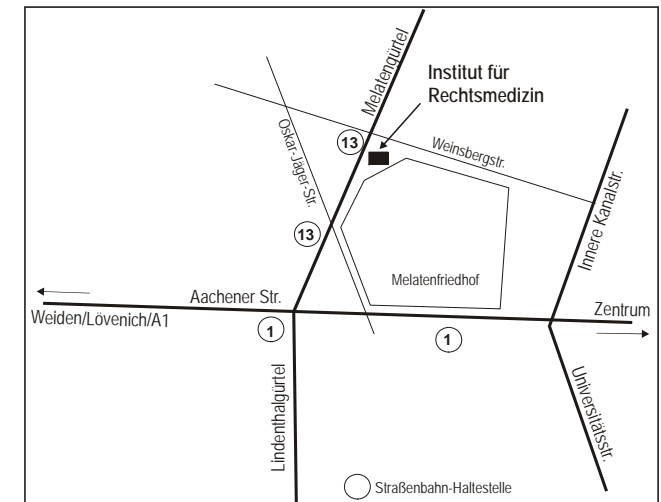 Melatengürtel
Institut für
Rechtsmedizin
Oskar-Jäger-Str.
13
Weinsbergstr.
Innere Kanalstr.
13
Melatenfriedhof
Aachener Str.
Zentrum
Weiden/Lövenich/A1
1
1
Lindenthalgürtel
Universitätsstr.
Straßenbahn-Haltestelle